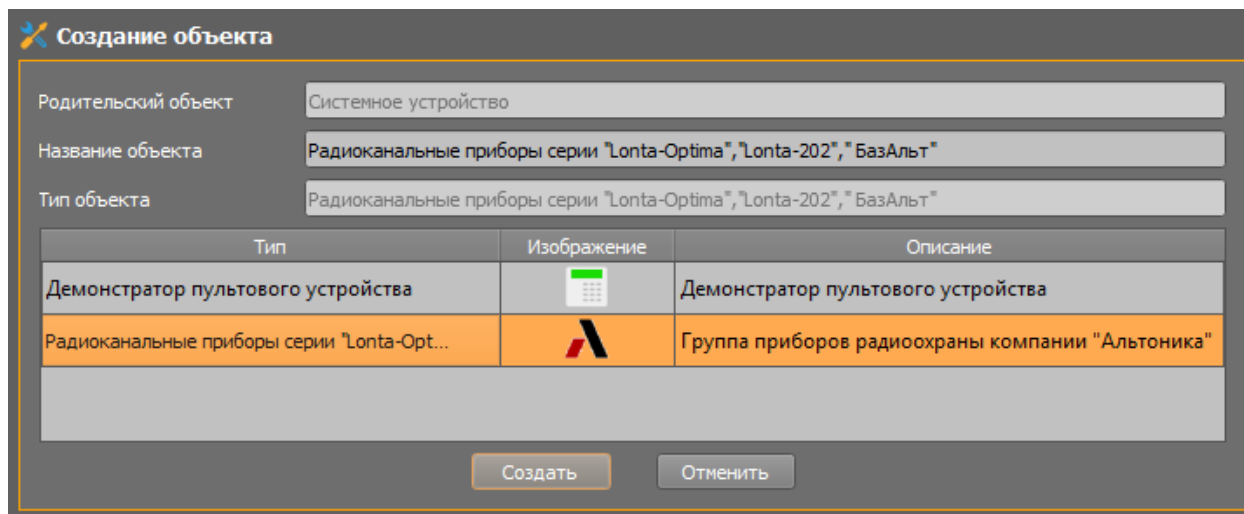 Создание объекта
Родительский объект Системное устройство
Название объекта Радиоканальные приборы серии "Lonta-Optima","Lonta-202"," БазАльт"
Тип объекта Радиоканальные приборы серии "Lonta-Optima","Lonta-202"," БазАльт"
Тип Изображение Описание
Демонстратор пультового устройства Демонстратор пультового устройства
Радиоканальные приборы серии "Lonta-Opt... Группа приборов радиоохраны компании "Альтоника"
Создать Отменить